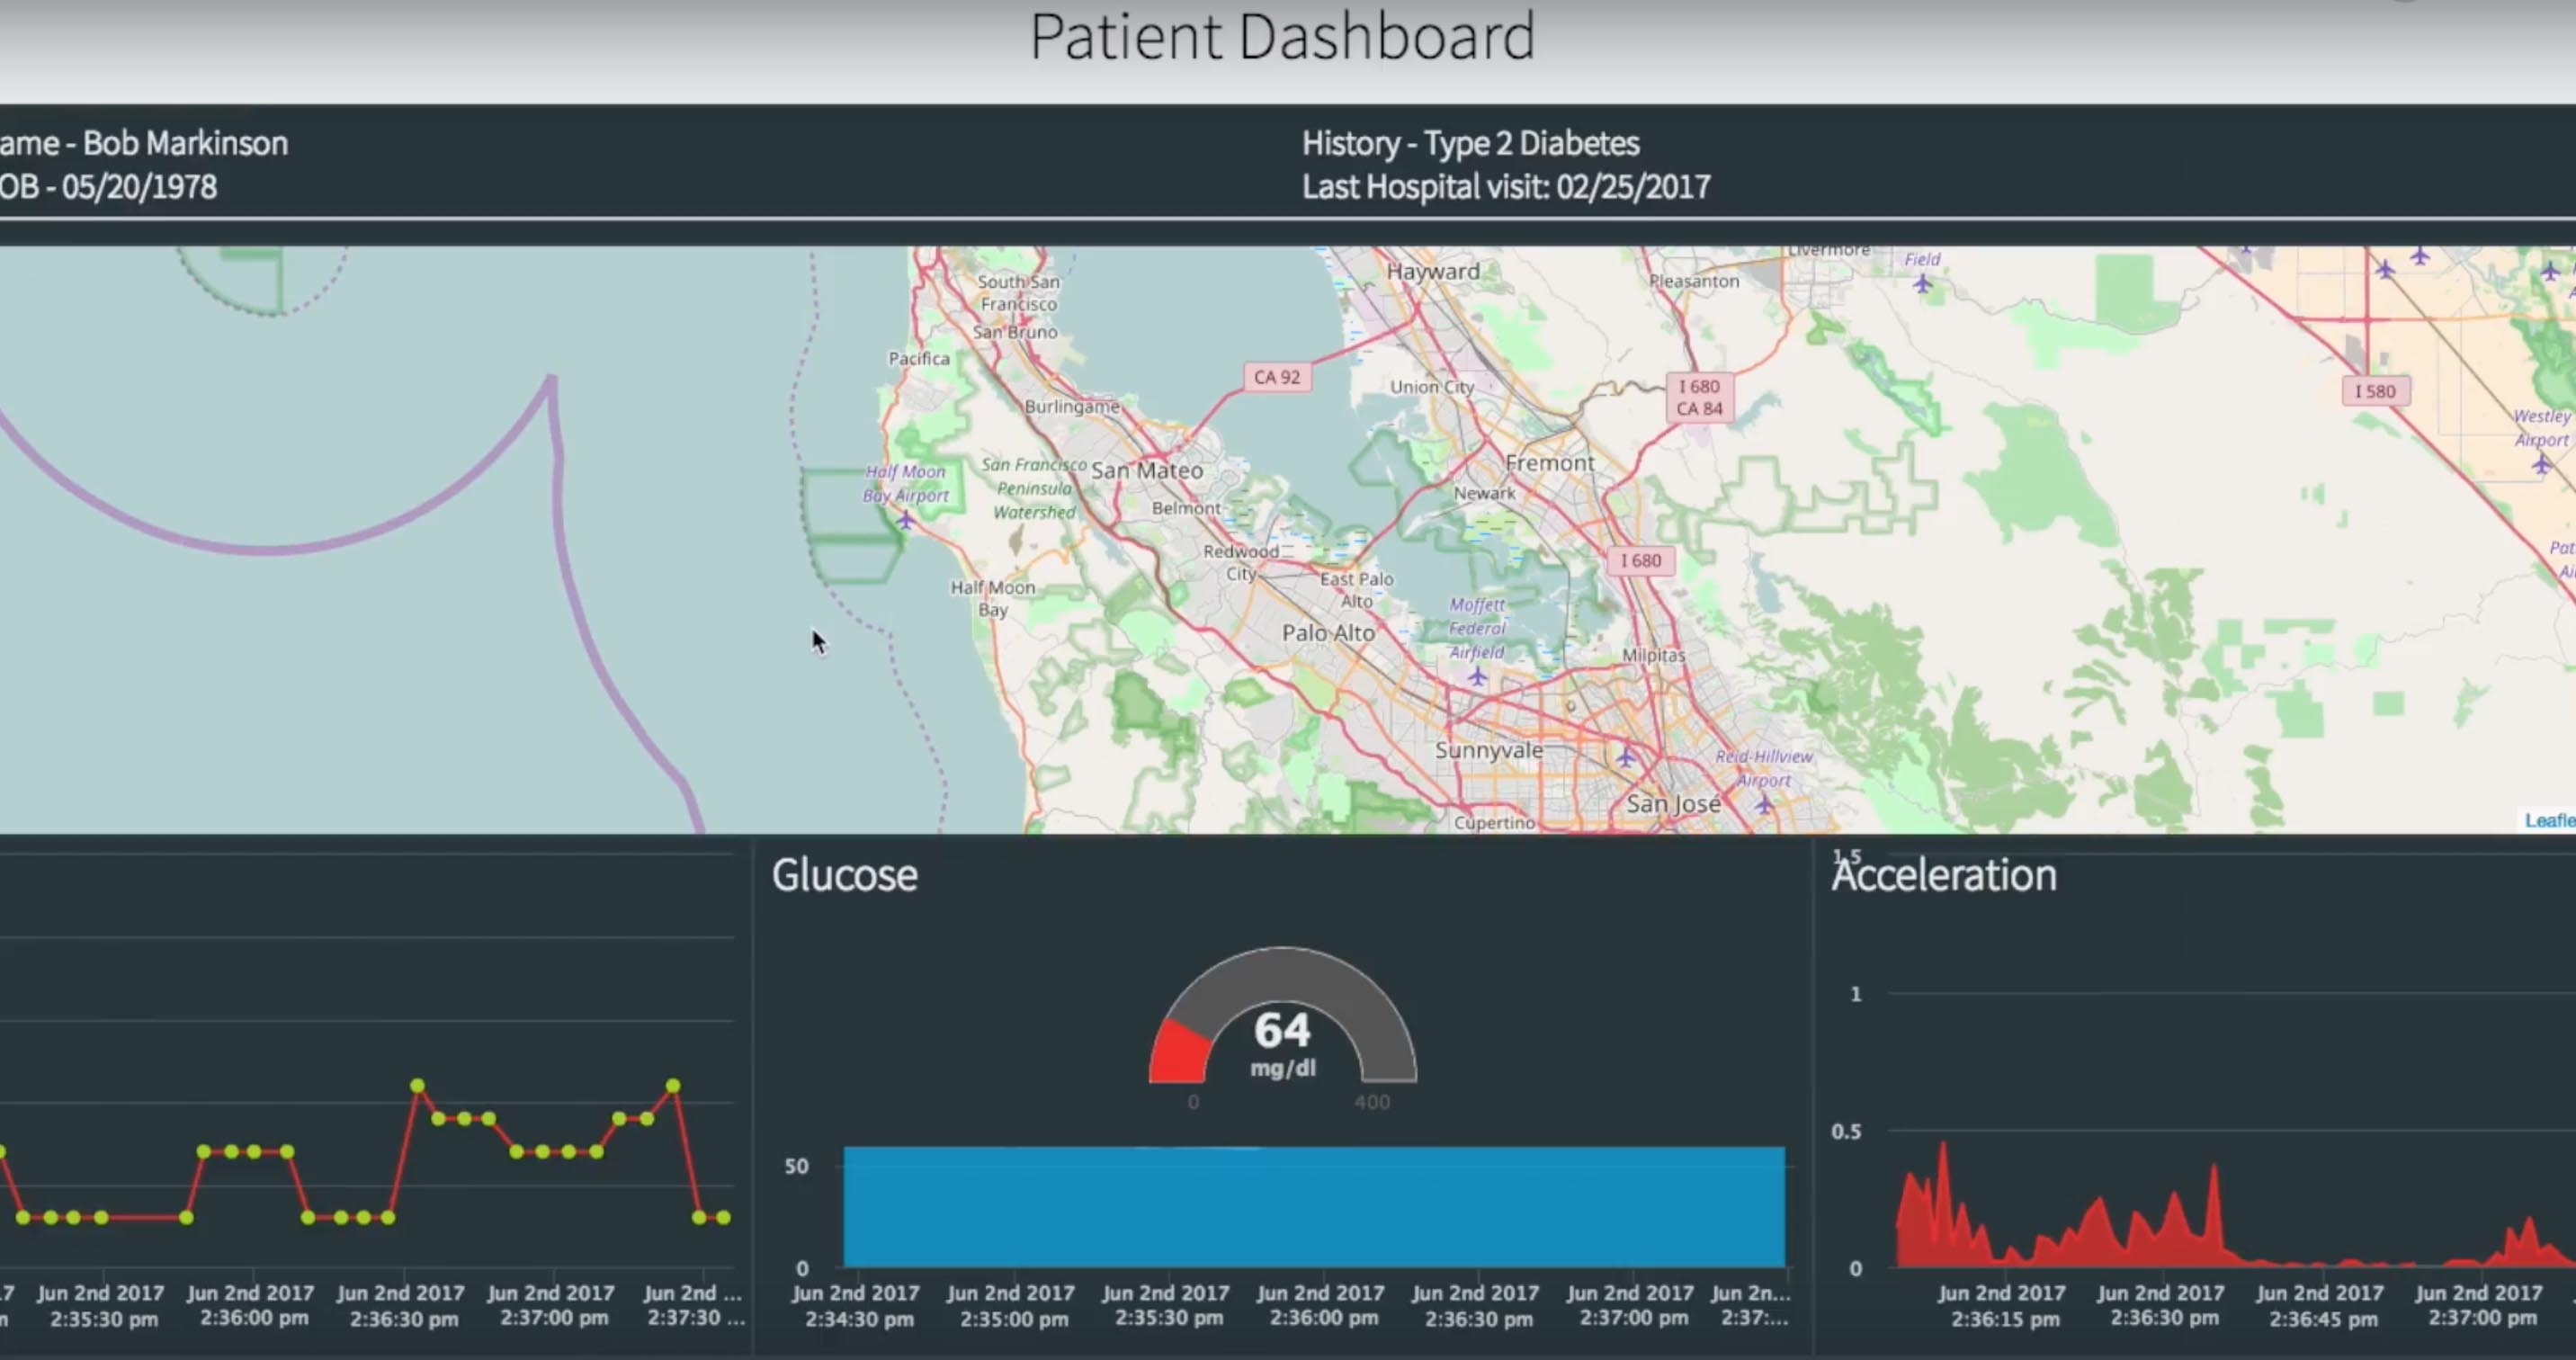 Patient Dashboard
ame - Bob Markinson
OB - 05/20/1978
History - Type 2 Diabetes
Last Hospital visit: 02/25/2017
Livermore
Field
Hayward
Pleasanton
South San
Francisco
San Bruno
Pacifica
CA 92
Union City
I 680
CA 84
I 580
Burlingame
Westley
Airport
Half Moon
Bay Airport
San Francisco
Peninsula
Watershed
San Mateo
Fremont
Newark
Belmont
Redwood
City
East Palo
Alto
I 680
Pat
Ai
Half Moon
Bay
Moffett
Federal
Airfield
Palo Alto
Milpitas
Sunnyvale
Reid-Hillview
Airport
San José
Cupertino
Leafle
Glucose
64
mg/dl
0
400
50
0
1.5
Acceleration
1
0.5
0
7
m
Jun 2nd 2017
2:35:30 pm
Jun 2nd 2017
2:36:00 pm
Jun 2nd 2017
2:36:30 pm
Jun 2nd 2017
2:37:00 pm
Jun 2nd ...
2:37:30 ...
Jun 2nd 2017
2:34:30 pm
Jun 2nd 2017
2:35:00 pm
Jun 2nd 2017
2:35:30 pm
Jun 2nd 2017
2:36:00 pm
Jun 2nd 2017
2:36:30 pm
Jun 2nd 2017
2:37:00 pm
Jun 2n...
2:37:...
Jun 2nd 2017
2:36:15 pm
Jun 2nd 2017
2:36:30 pm
Jun 2nd 2017
2:36:45 pm
Jun 2nd 2017
2:37:00 pm